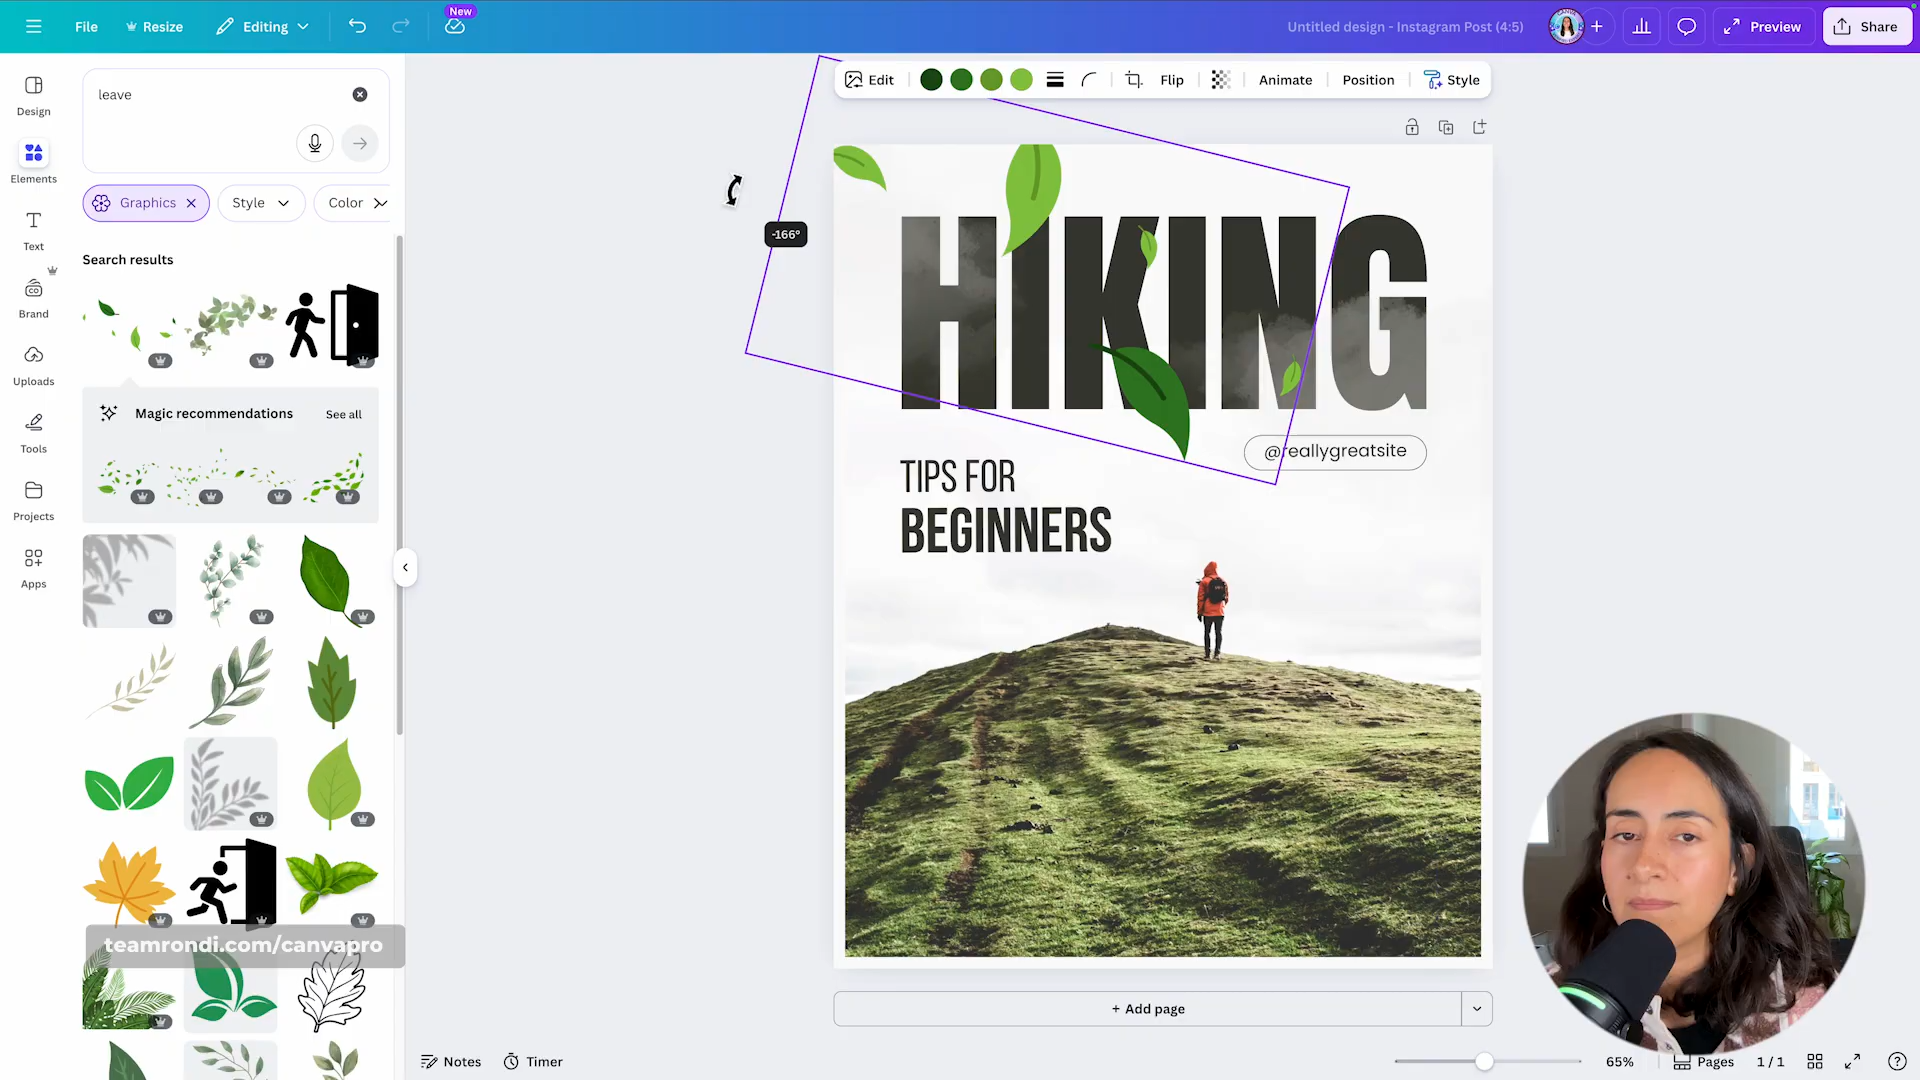 File
Resize
Editing
New
Untitled design - Instagram Post (4:5)
Preview
Share
Design
Elements
Text
Brand
Uploads
Tools
Projects
Apps
leave
Graphics
Style
Color
Search results
Magic recommendations
See all
teamrondi.com/canvapro
Edit
Flip
Animate
Position
Style
-166°
HIKING
@reallygreatsite
TIPS FOR
BEGINNERS
+ Add page
Notes
Timer
65%
Pages
1 / 1